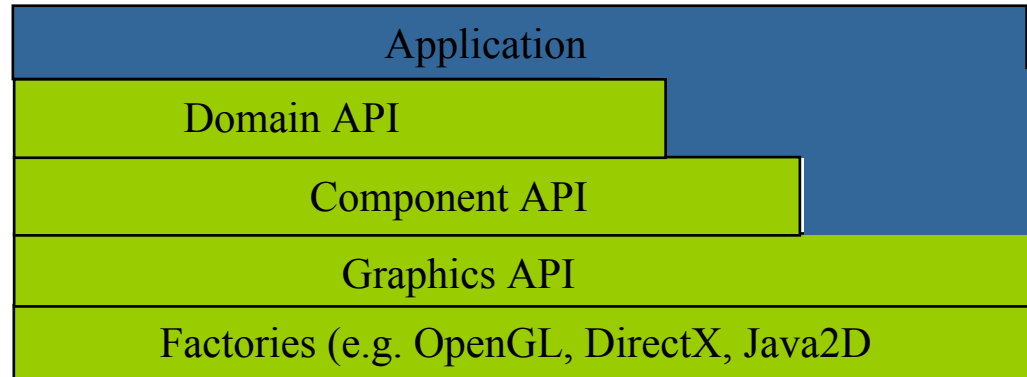 Application
Domain API
Component API
Graphics API
Factories (e.g. OpenGL, DirectX, Java2D